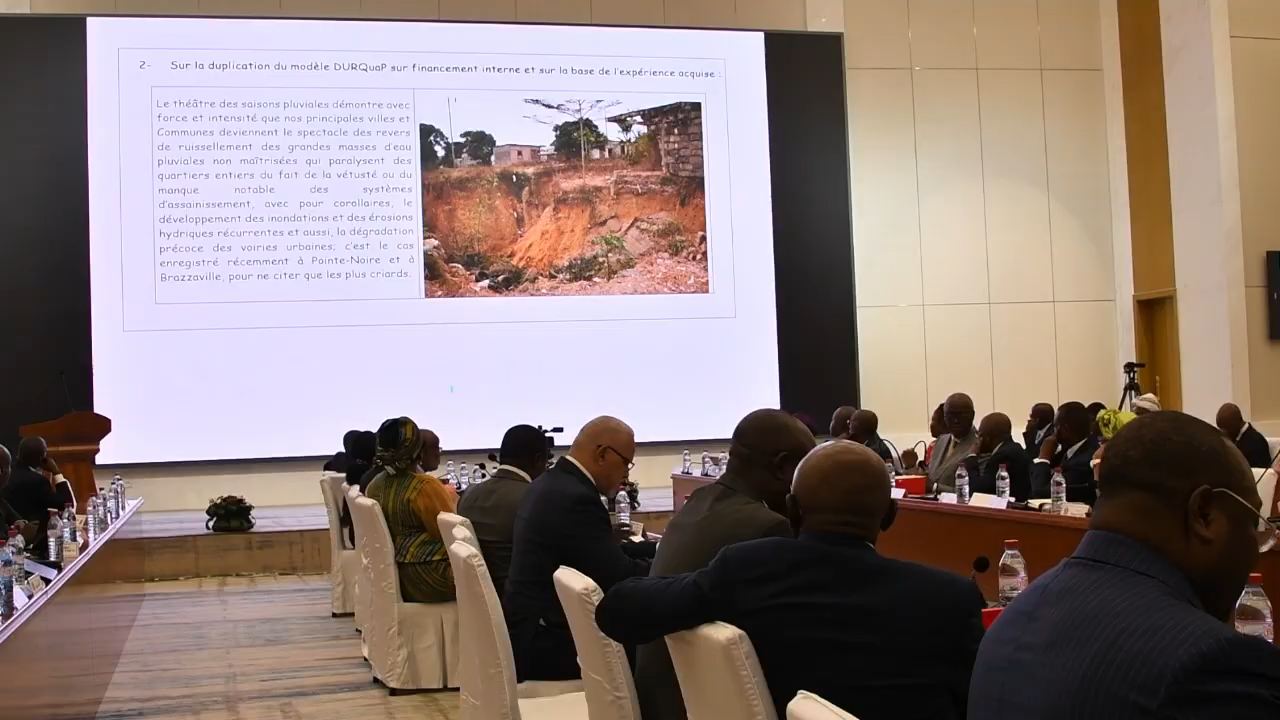 2- Sur la duplication du modèle DURQuaP sur financement interne et sur la base de l'expérience acquise :
Le théâtre des saisons pluviales démontre avec
force et intensité que nos principales villes et
Communes deviennent le spectacle des revers
de ruissellement des grandes masses d'eau
pluviales non maîtrisées qui paralysent des
quartiers entiers du fait de la vétusté ou du
manque notable des systèmes
d'assainissement, avec pour corollaires, le
développement des inondations et des érosions
hydriques récurrentes et aussi, la dégradation
précoce des voiries urbaines; c'est le cas
enregistré récemment à Pointe-Noire et à
Brazzaville, pour ne citer que les plus criards.